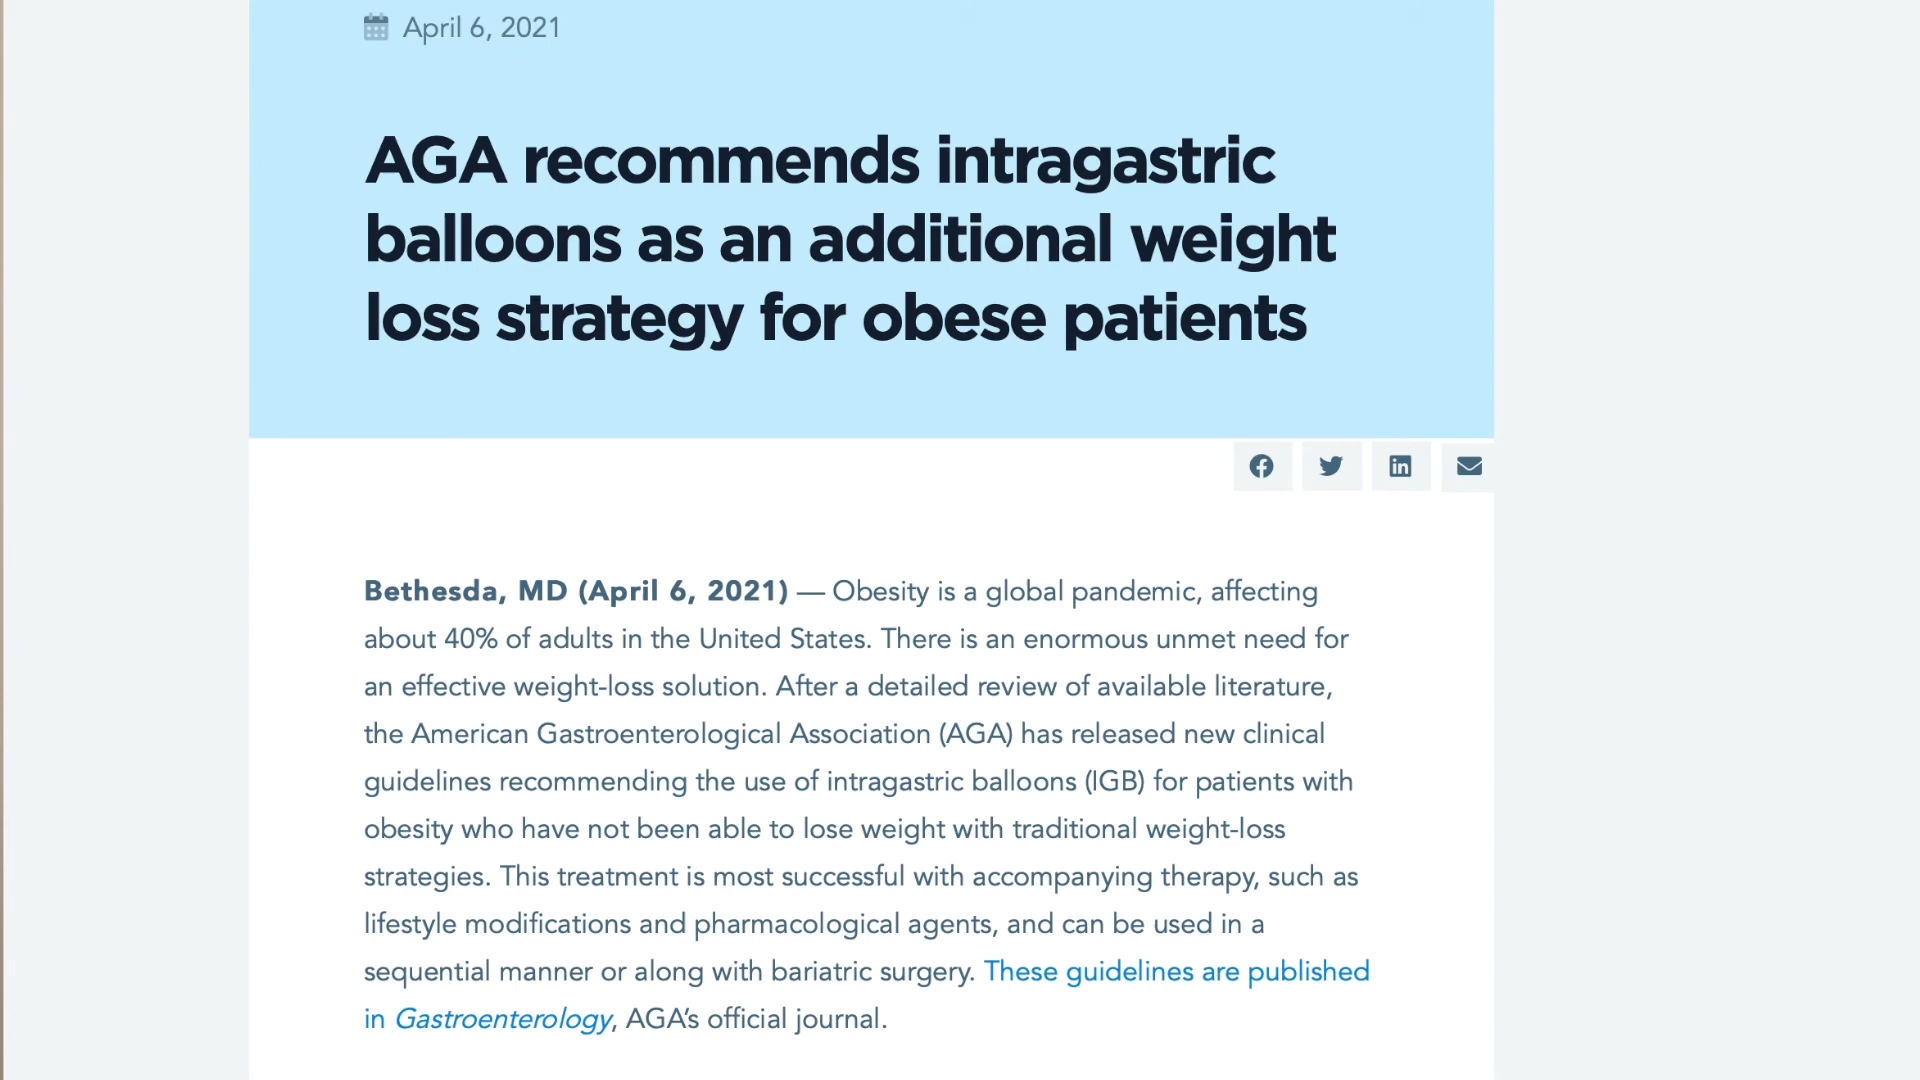 April 6, 2021
AGA recommends intragastric
balloons as an additional weight
loss strategy for obese patients
Bethesda, MD (April 6, 2021) — Obesity is a global pandemic, affecting
about 40% of adults in the United States. There is an enormous unmet need for
an effective weight-loss solution. After a detailed review of available literature,
the American Gastroenterological Association (AGA) has released new clinical
guidelines recommending the use of intragastric balloons (IGB) for patients with
obesity who have not been able to lose weight with traditional weight-loss
strategies. This treatment is most successful with accompanying therapy, such as
lifestyle modifications and pharmacological agents, and can be used in a
sequential manner or along with bariatric surgery. These guidelines are published
in Gastroenterology, AGA’s official journal.